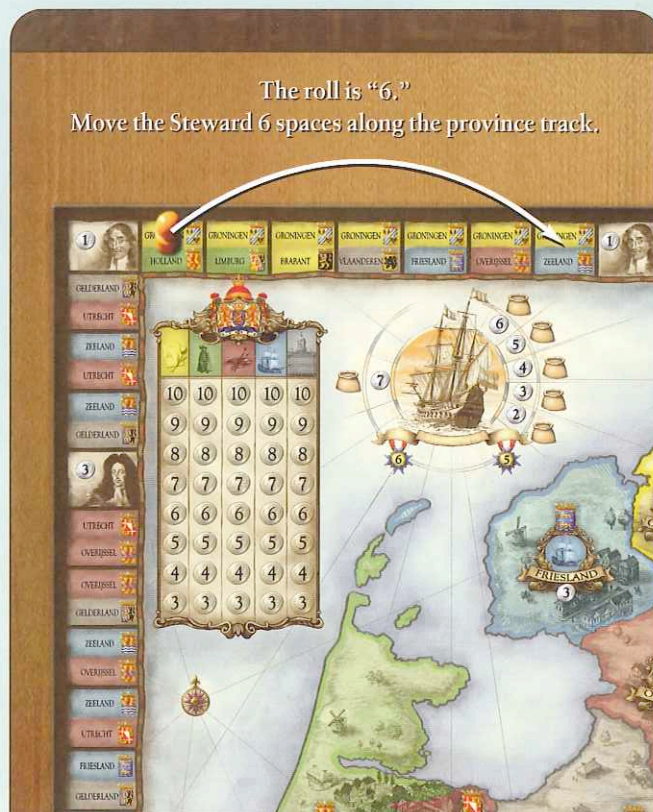 The roll is “6.”
Move the Steward 6 spaces along the province track.
1
GRONINGEN
GRONINGEN
GRONINGEN
GRONINGEN
GRONINGEN
GRONINGEN
1
HOLLAND
LIMBURG
BRABANT
VLAANDEREN
FRIESLAND
OVERIJSSEL
ZEELAND
GELDERLAND
UTRECHT
ZEELAND
UTRECHT
ZEELAND
GELDERLAND
3
UTRECHT
OVERIJSSEL
OVERIJSSEL
GELDERLAND
ZEELAND
OVERIJSSEL
ZEELAND
UTRECHT
FRIESLAND
GELDERLAND
10 10 10 10 10
9 9 9 9 9
8 8 8 8 8
7 7 7 7 7
6 6 6 6 6
5 5 5 5 5
4 4 4 4 4
3 3 3 3 3
6
5
7
4
3
2
6
5
FRIESLAND
3